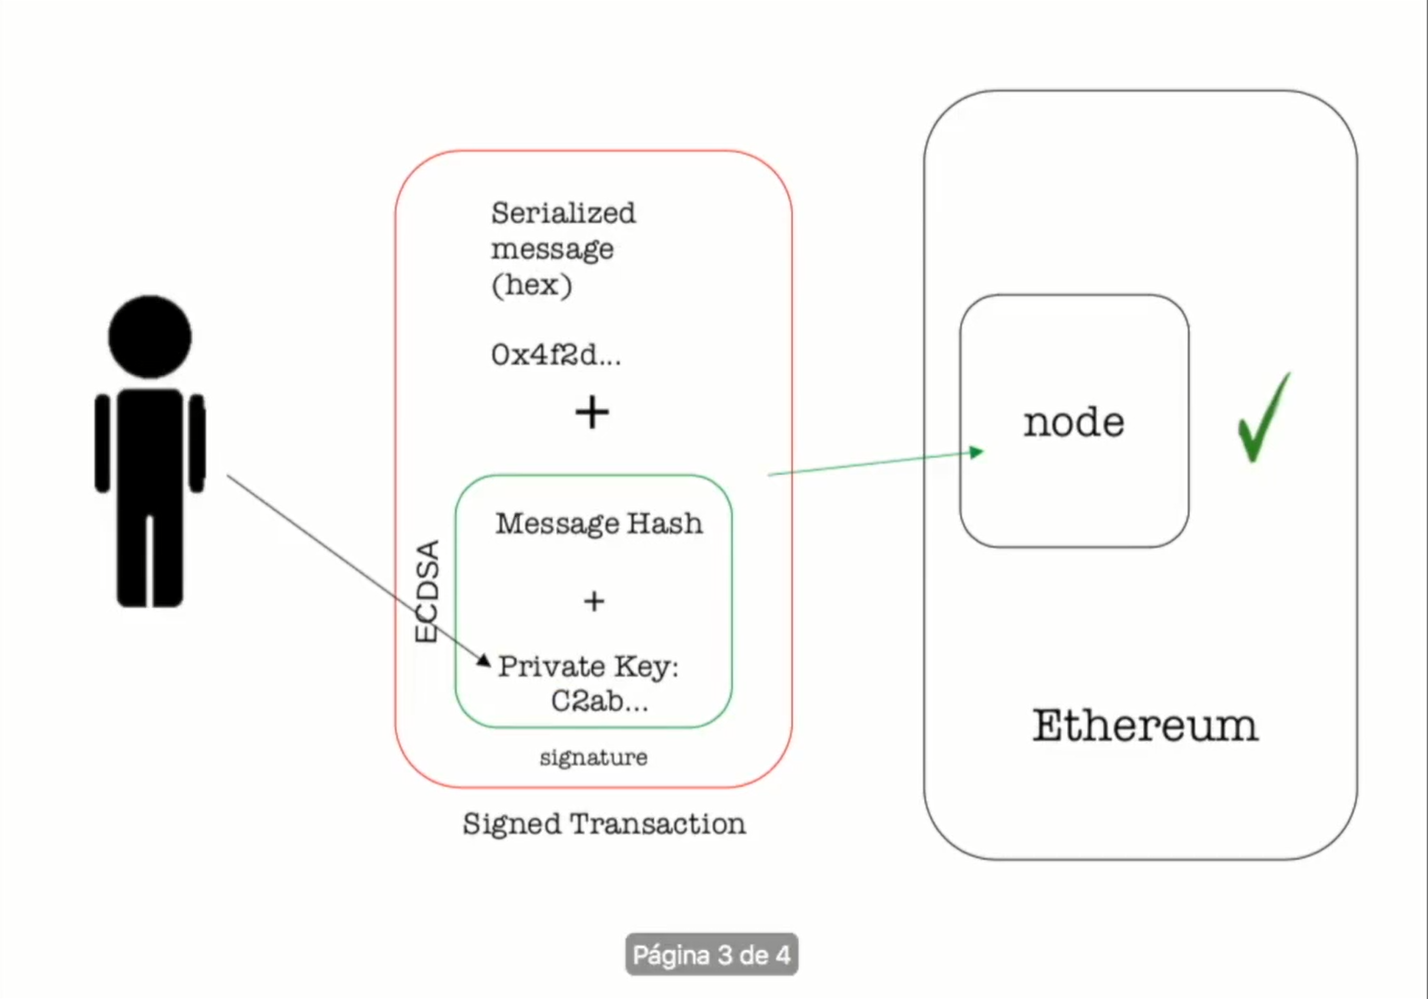 Serialized
message
(hex)
0x4f2d...
+
Message Hash
+
Private Key:
C2ab...
ECDSA
signature
Signed Transaction
node
Ethereum
Página 3 de 4